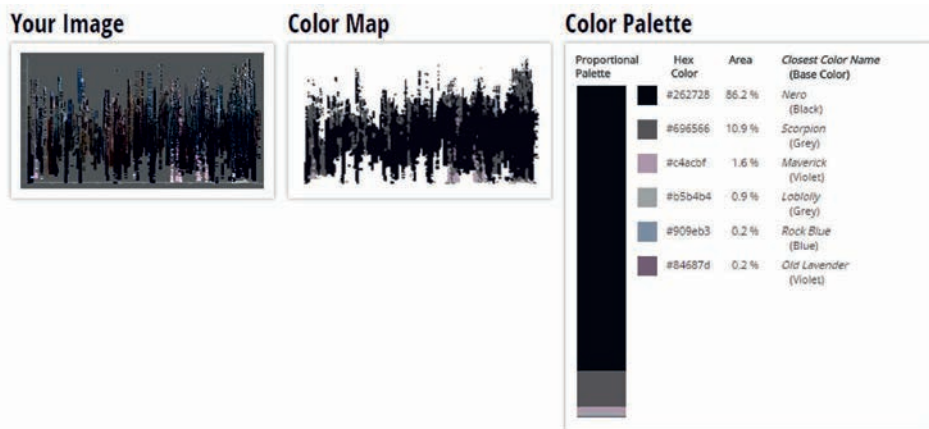 Your Image
Color Map
Color Palette
Proportional Palette Hex Color Area Closest Color Name (Base Color)
#262728 86.2 % Nero
(Black)
#696566 10.9 % Scorpion
(Grey)
#c4acbf 1.6 % Maverick
(Violet)
#b5b4b4 0.9 % Loblolly
(Grey)
#909eb3 0.2 % Rock Blue
(Blue)
#84687d 0.2 % Old Lavender
(Violet)